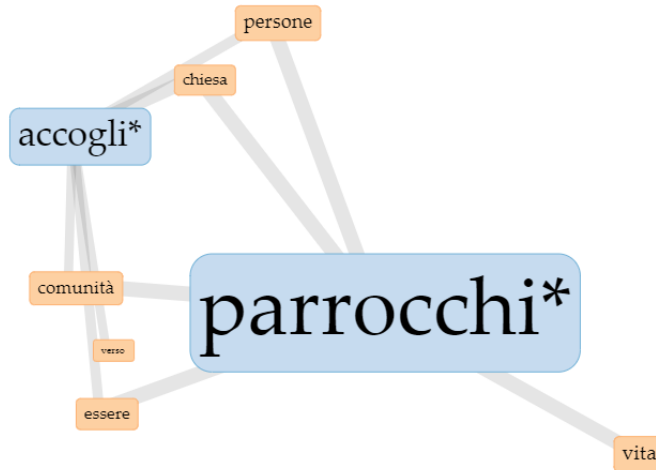 persone
chiesa
accogli*
comunità
parrocchi*
verso
essere
vita